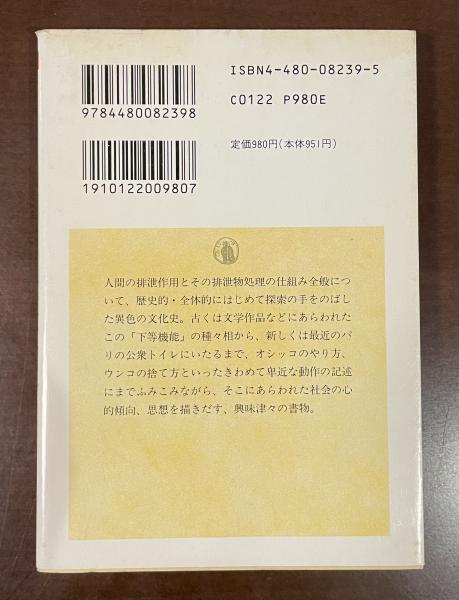 ISBN4-480-08239-5
9784480082398
C0122 P980E
定価980円(本体951円)
1910122009807
人間の排泄作用とその排泄物処理の仕組み全般につ
いて、歴史的・全体的にはじめて探索の手をのばし
た異色の文化史。古くは文学作品などにあらわれた
この「下等機能」の種々相から、新しくは最近のパ
リの公衆トイレにいたるまで、オシッコのやり方、
ウンコの捨て方といったきわめて卑近な動作の記述
にまでふみこみながら、そこにあらわれた社会の心
的傾向、思想を描きだす、興味津々の書物。